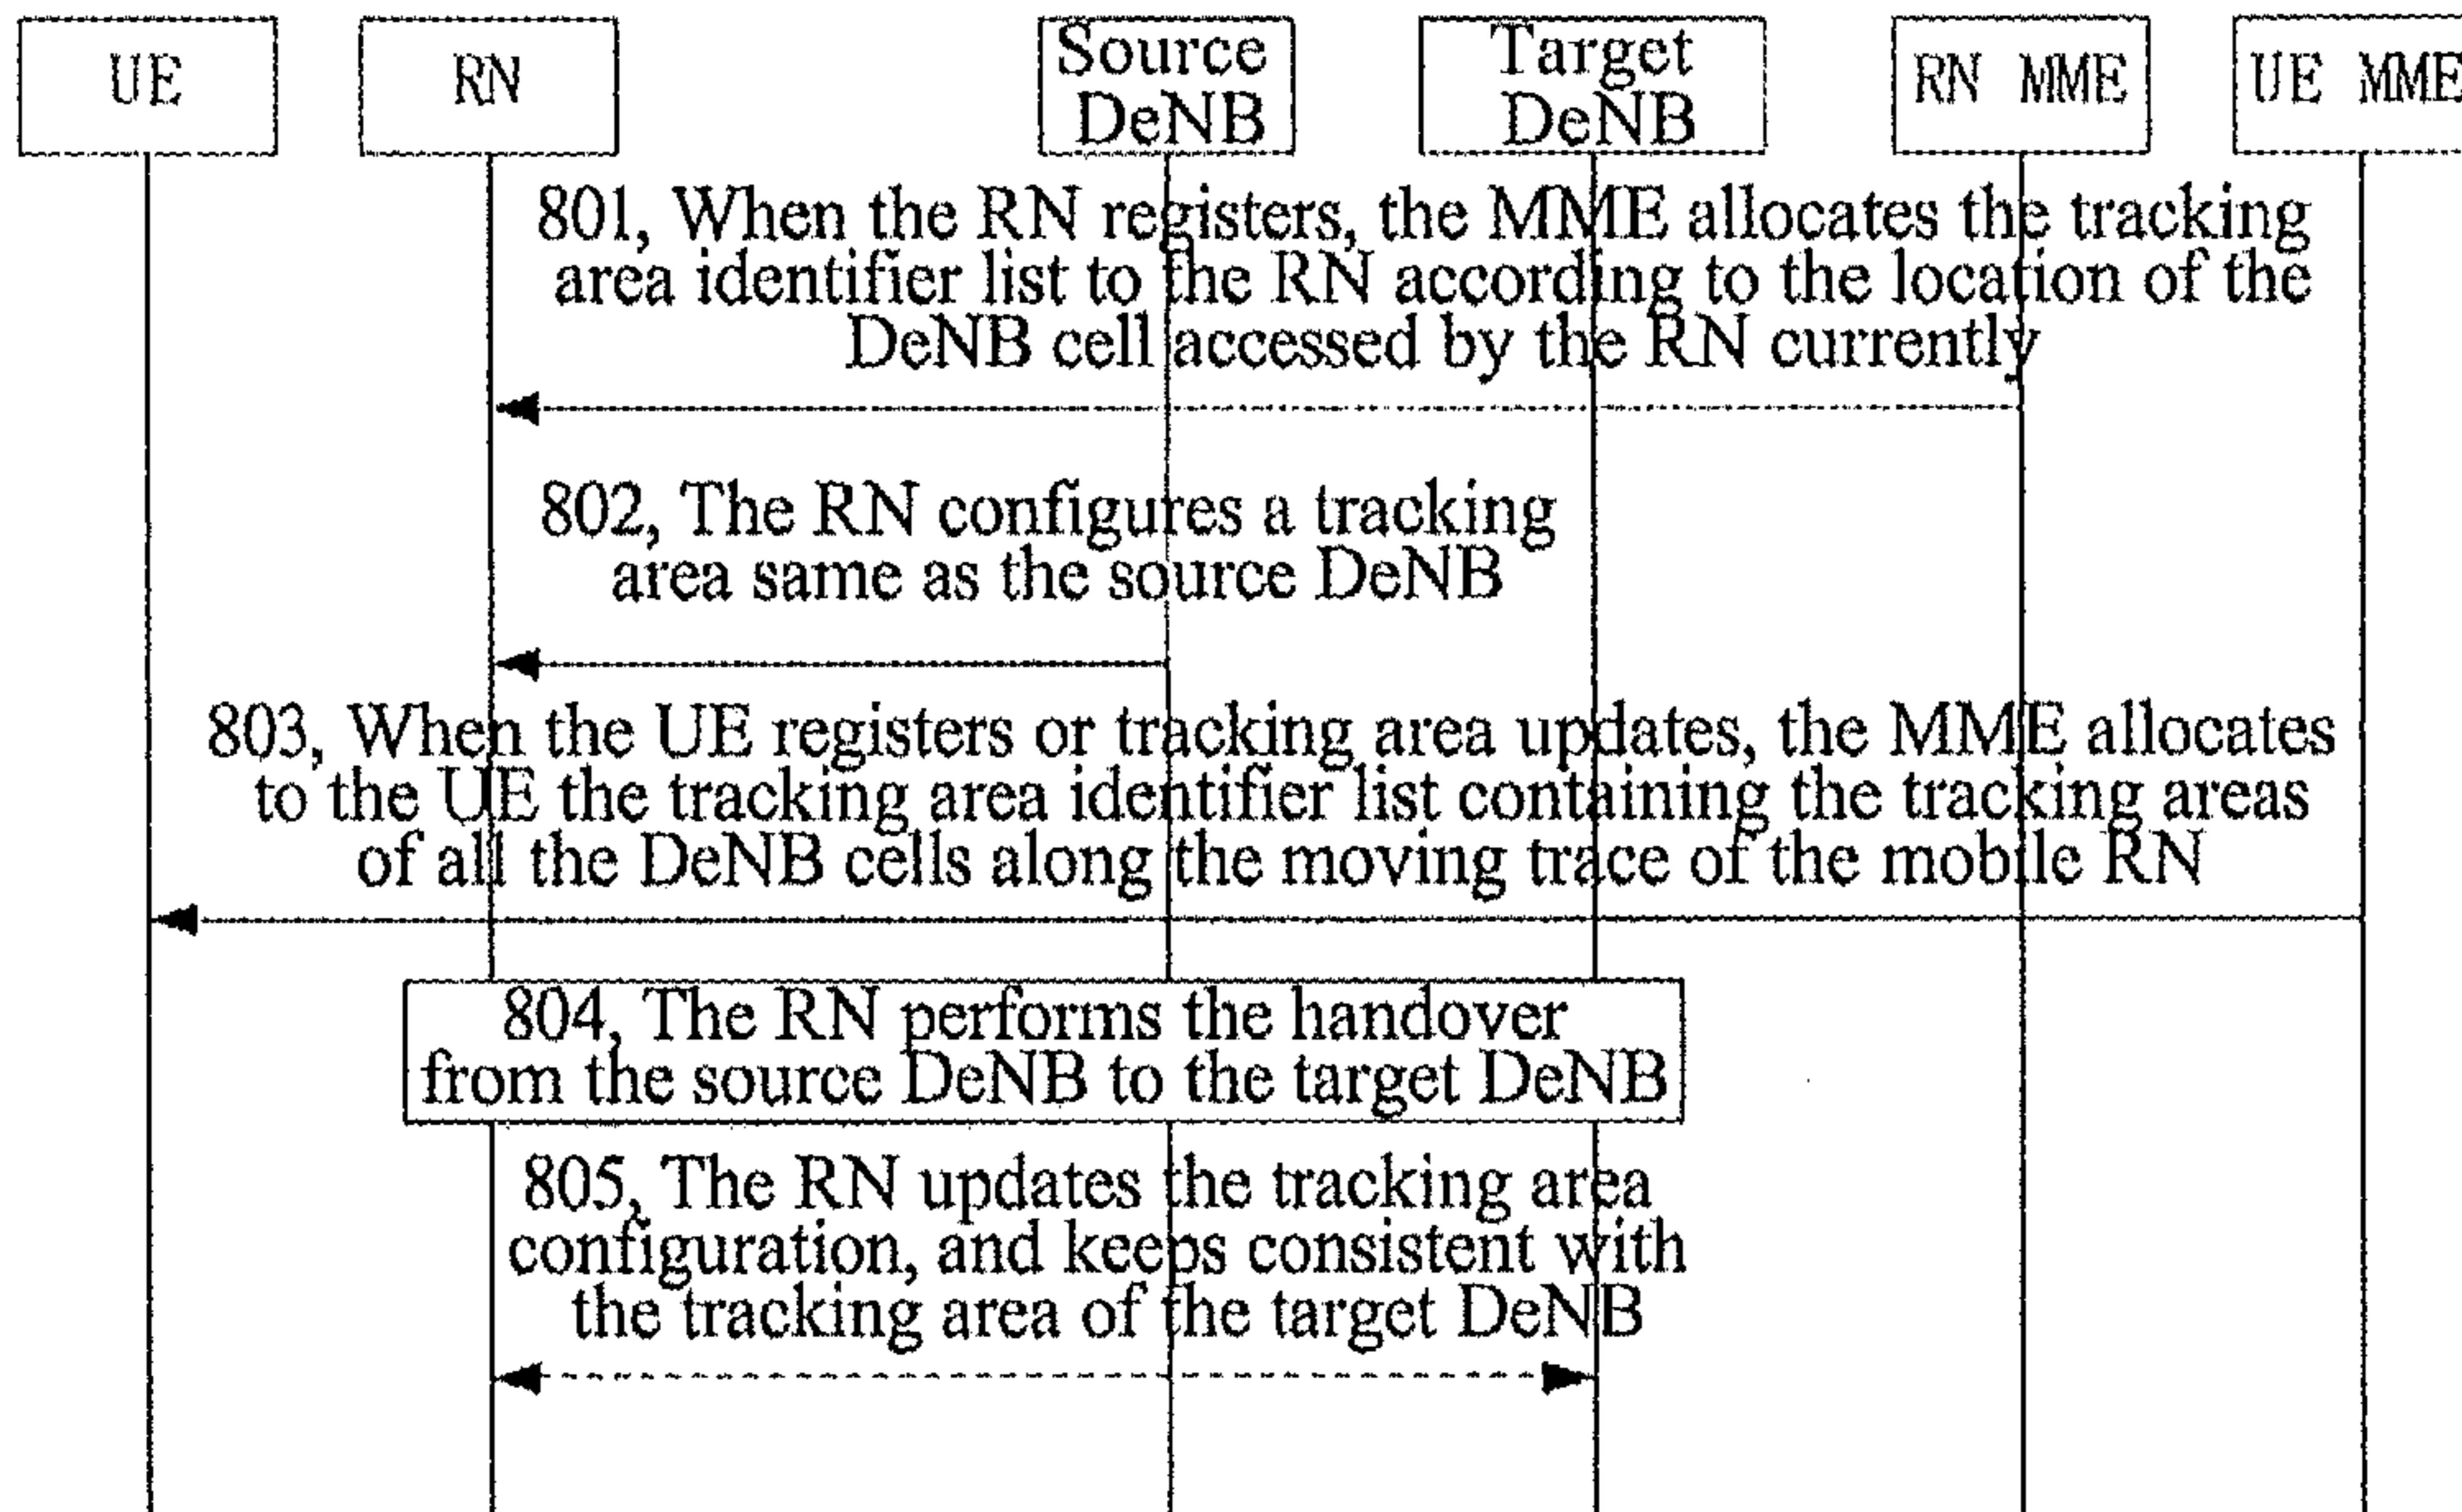 UE
RN
Source
DeNB
Target
DeNB
RN MME
UE MME
801, When the RN registers, the MME allocates the tracking
area identifier list to the RN according to the location of the
DeNB cell accessed by the RN currently
802, The RN configures a tracking
area same as the source DeNB
803, When the UE registers or tracking area updates, the MME allocates
to the UE the tracking area identifier list containing the tracking areas
of all the DeNB cells along the moving trace of the mobile RN
804, The RN performs the handover
from the source DeNB to the target DeNB
805, The RN updates the tracking area
configuration, and keeps consistent with
the tracking area of the target DeNB